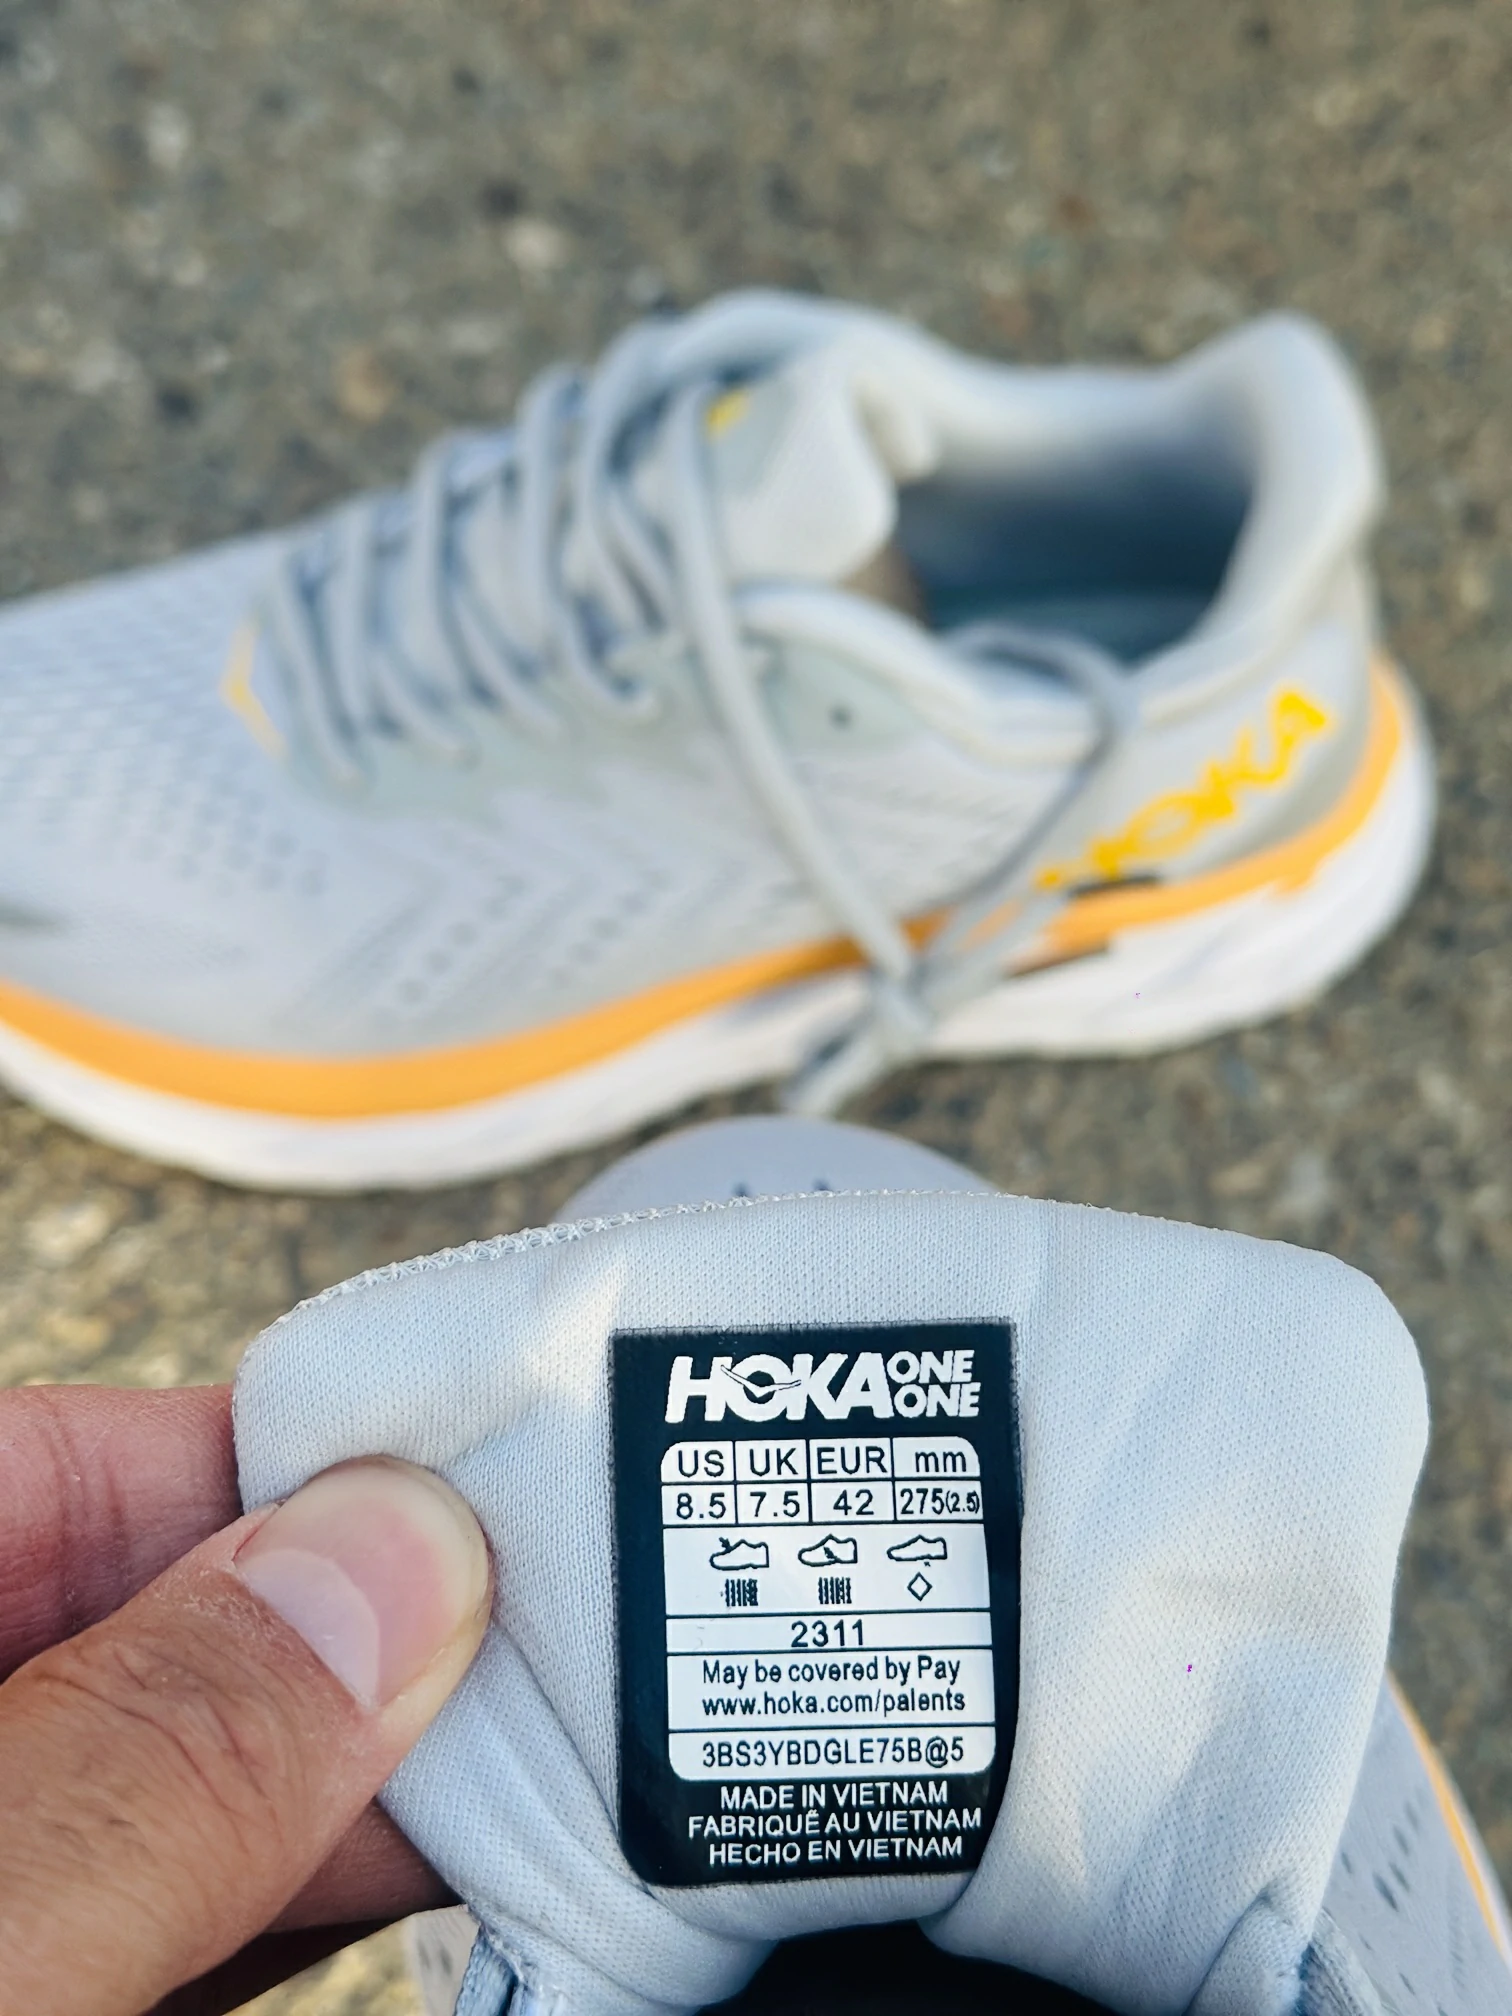 HOKA
HOKA ONE ONE
US UK EUR mm
8.5 7.5 42 275(2.5)
2311
May be covered by Pay
www.hoka.com/palents
3BS3YBDGLE75B@5
MADE IN VIETNAM
FABRIQUÉ AU VIETNAM
HECHO EN VIETNAM